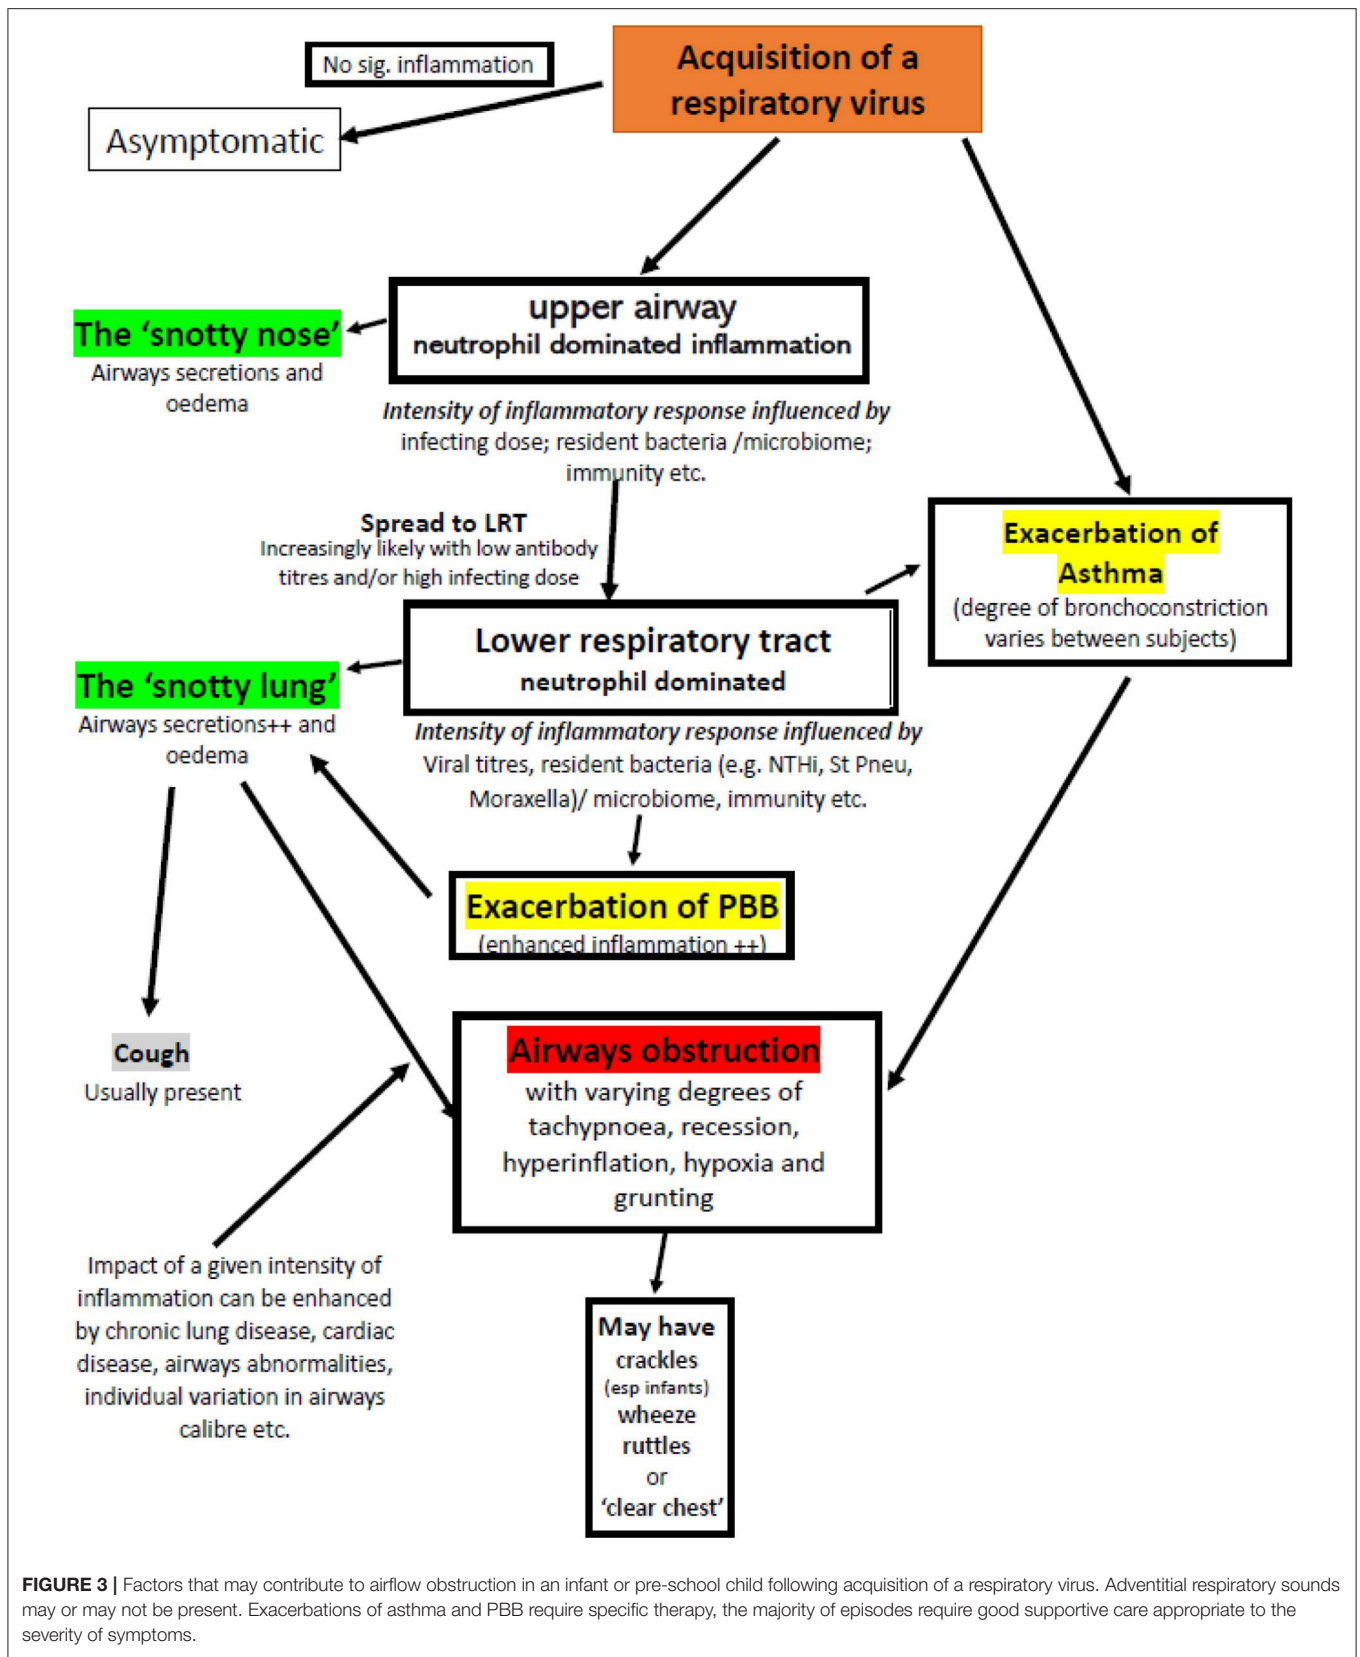 No sig. inflammation
Acquisition of a
respiratory virus
Asymptomatic
upper airway
neutrophil dominated inflammation
The ‘snotty nose’
Airways secretions and
oedema
Intensity of inflammatory response influenced by
infecting dose; resident bacteria /microbiome;
immunity etc.
Spread to LRT
Increasingly likely with low antibody
titres and/or high infecting dose
Exacerbation of
Asthma
(degree of bronchoconstriction
varies between subjects)
Lower respiratory tract
neutrophil dominated
The ‘snotty lung’
Airways secretions++ and
oedema
Intensity of inflammatory response influenced by
Viral titres, resident bacteria (e.g. NTHi, St Pneu,
Moraxella)/ microbiome, immunity etc.
Exacerbation of PBB
(enhanced inflammation ++)
Cough
Usually present
Airways obstruction
with varying degrees of
tachypnoea, recession,
hyperinflation, hypoxia and
grunting
Impact of a given intensity of
inflammation can be enhanced
by chronic lung disease, cardiac
disease, airways abnormalities,
individual variation in airways
calibre etc.
May have
crackles
(esp infants)
wheeze
ruttles
or
‘clear chest’
FIGURE 3 | Factors that may contribute to airflow obstruction in an infant or pre-school child following acquisition of a respiratory virus. Adventitial respiratory sounds
may or may not be present. Exacerbations of asthma and PBB require specific therapy, the majority of episodes require good supportive care appropriate to the
severity of symptoms.